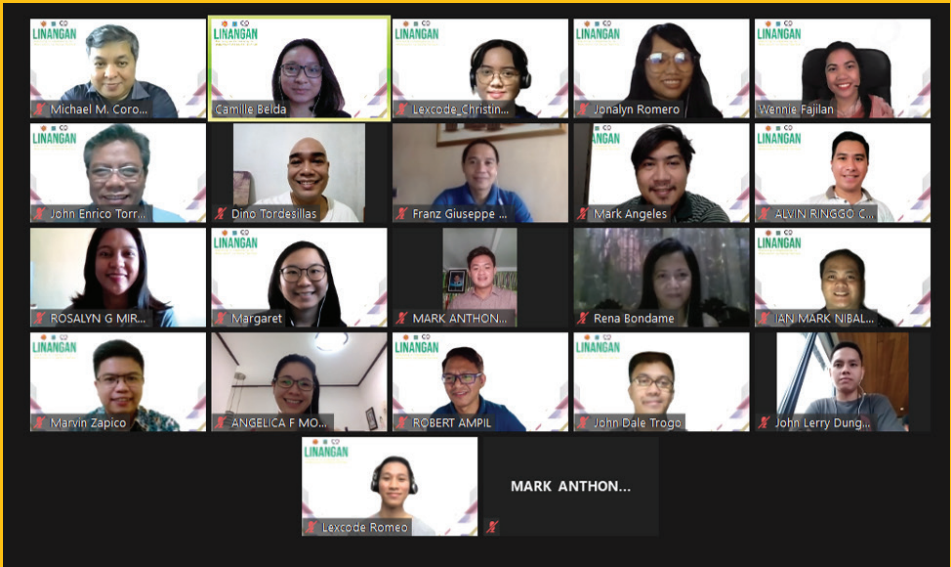 LINANGAN
Michael M. Coro...
LINANGAN
Camille Belda
LINANGAN
Lexcode_Christin...
LINANGAN
Jonalyn Romero
LINANGAN
Wennie Fajilan
LINANGAN
John Enrico Torr...
Dino Tordesillas
Franz Giuseppe ...
ANGAN
Mark Angeles
LINANGAN
ALVIN RINGGO C...
ROSALYN G MIR...
LINANGAN
Margaret
MARK ANTHON...
Rena Bondame
LINANGAN
IAN MARK NIBAL...
LINANGAN
Marvin Zapico
ANGELICA F MO...
LINANGAN
ROBERT AMPIL
LINANGAN
John Dale Trogo
John Lerry Dung...
LINANGAN
Lexcode Romeo
MARK ANTHON...